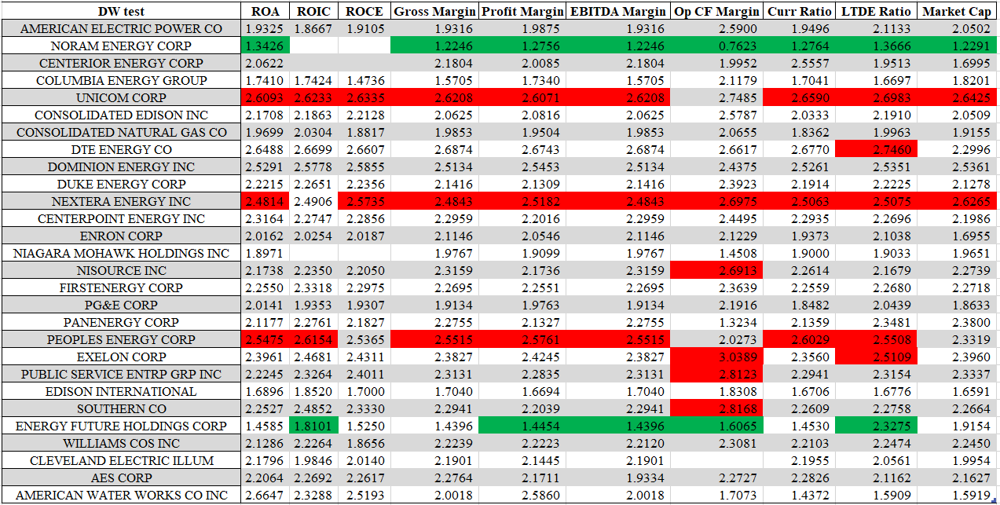 DW test ROA ROIC ROCE Gross Margin Profit Margin EBITDA Margin Op CF Margin Curr Ratio LTDE Ratio Market Cap
AMERICAN ELECTRIC POWER CO 1.9325 1.8667 1.9105 1.9316 1.9875 1.9316 2.5900 1.9496 2.1133 2.0502
NORAM ENERGY CORP 1.3426 1.2246 1.2756 1.2246 0.7623 1.2764 1.3666 1.2291
CENTERIOR ENERGY CORP 2.0622 2.1804 2.0085 2.1804 1.9952 2.5557 1.9513 1.6995
COLUMBIA ENERGY GROUP 1.7410 1.7424 1.4736 1.5705 1.7340 1.5705 2.1179 1.7041 1.6697 1.8201
UNICOM CORP 2.6093 2.6233 2.6335 2.6208 2.6071 2.6208 2.7485 2.6590 2.6983 2.6425
CONSOLIDATED EDISON INC 2.1708 2.1863 2.2128 2.0625 2.0816 2.0625 2.5787 2.0333 2.1910 2.0509
CONSOLIDATED NATURAL GAS CO 1.9699 2.0304 1.8817 1.9853 1.9504 1.9853 2.0655 1.8362 1.9963 1.9155
DTE ENERGY CO 2.6488 2.6699 2.6607 2.6874 2.6743 2.6874 2.6617 2.6770 2.7460 2.2996
DOMINION ENERGY INC 2.5291 2.5778 2.5855 2.5134 2.5453 2.5134 2.4375 2.5261 2.5351 2.5361
DUKE ENERGY CORP 2.2215 2.2651 2.2356 2.1416 2.1309 2.1416 2.3923 2.1914 2.2225 2.1278
NEXTERA ENERGY INC 2.4814 2.4906 2.5735 2.4843 2.5182 2.4843 2.6975 2.5063 2.5075 2.6265
CENTERPOINT ENERGY INC 2.3164 2.2747 2.2856 2.2959 2.2016 2.2959 2.4495 2.2935 2.2696 2.1986
ENRON CORP 2.0162 2.0254 2.0187 2.1146 2.0546 2.1146 2.1229 1.9373 2.1038 1.6955
NIAGARA MOHAWK HOLDINGS INC 1.8971 1.9767 1.9099 1.9767 1.4508 1.9000 1.9033 1.9651
NISOURCE INC 2.1738 2.2350 2.2050 2.3159 2.1736 2.3159 2.6913 2.2614 2.1679 2.2739
FIRSTENERGY CORP 2.2550 2.3318 2.2975 2.2695 2.2551 2.2695 2.3639 2.2559 2.2680 2.2718
PG&E CORP 2.0141 1.9353 1.9307 1.9134 1.9763 1.9134 2.1916 1.8482 2.0439 1.8633
PANENERGY CORP 2.1177 2.2761 2.1827 2.2755 2.1327 2.2755 1.3234 2.1359 2.3481 2.3800
PEOPLES ENERGY CORP 2.5475 2.6154 2.5365 2.5515 2.5761 2.5515 2.0273 2.6029 2.5508 2.3319
EXELON CORP 2.3961 2.4681 2.4311 2.3827 2.4245 2.3827 3.0389 2.3560 2.5109 2.3960
PUBLIC SERVICE ENTRP GRP INC 2.2245 2.3264 2.4011 2.3131 2.2835 2.3131 2.8123 2.2941 2.3154 2.3337
EDISON INTERNATIONAL 1.6896 1.8520 1.7000 1.7040 1.6694 1.7040 1.8308 1.6706 1.6776 1.6591
SOUTHERN CO 2.2527 2.4852 2.3330 2.2941 2.2039 2.2941 2.8168 2.2609 2.2758 2.2664
ENERGY FUTURE HOLDINGS CORP 1.4585 1.8101 1.5250 1.4396 1.4454 1.4396 1.6065 1.4530 2.3275 1.9154
WILLIAMS COS INC 2.1286 2.2264 1.8656 2.2239 2.2223 2.2120 2.3081 2.2103 2.2474 2.2450
CLEVELAND ELECTRIC ILLUM 2.1796 1.9846 2.0140 2.1901 2.1445 2.1901 2.1955 2.0561 1.9954
AES CORP 2.2064 2.2692 2.2617 2.2764 2.1711 1.9334 2.2727 2.2826 2.1162 2.1627
AMERICAN WATER WORKS CO INC 2.6647 2.3288 2.5193 2.0018 2.5860 2.0018 1.7073 1.4372 1.5909 1.5919